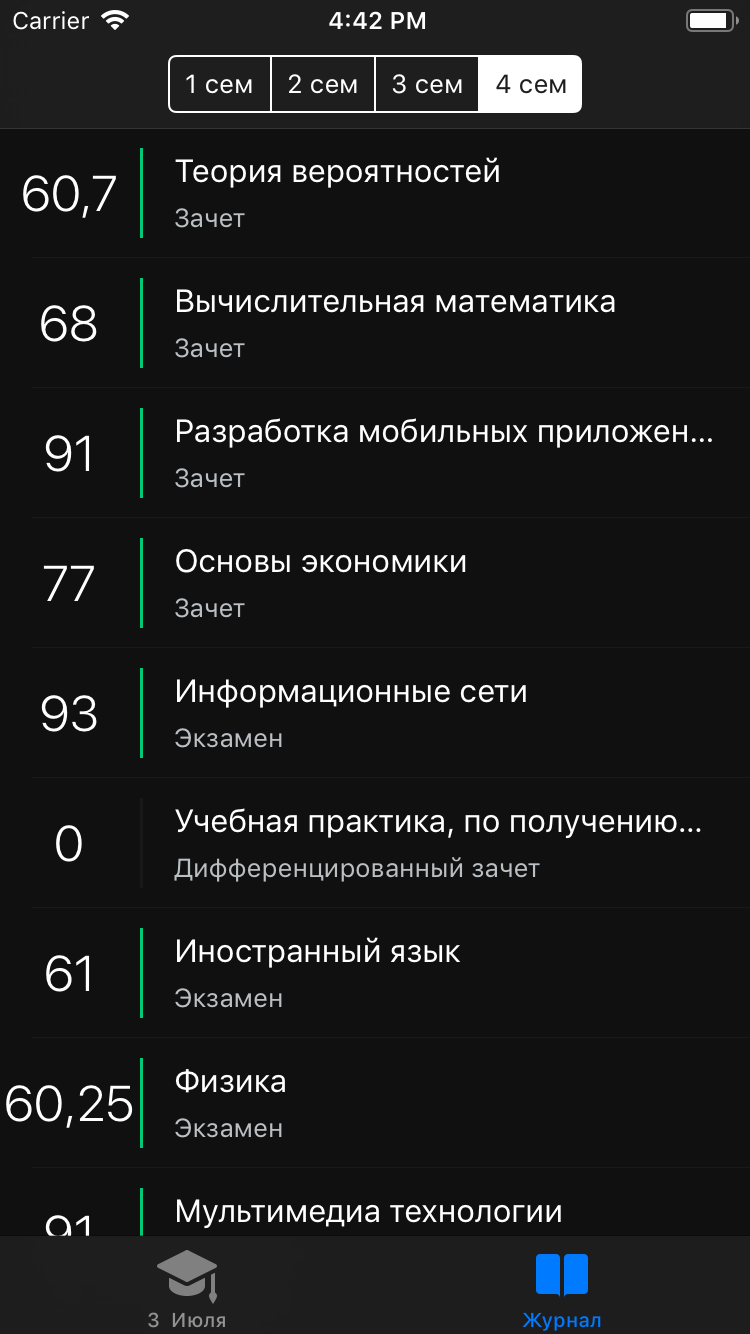 Carrier 4:42 PM
1 сем 2 сем 3 сем 4 сем
60,7
Теория вероятностей
Зачет
68
Вычислительная математика
Зачет
91
Разработка мобильных приложен...
Зачет
77
Основы экономики
Зачет
93
Информационные сети
Экзамен
0
Учебная практика, по получению...
Дифференцированный зачет
61
Иностранный язык
Экзамен
60,25
Физика
Экзамен
91
Мультимедиа технологии
3 Июля
Журнал